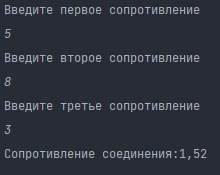 Введите первое сопротивление
5
Введите второе сопротивление
8
Введите третье сопротивление
3
Сопротивление соединения:1,52